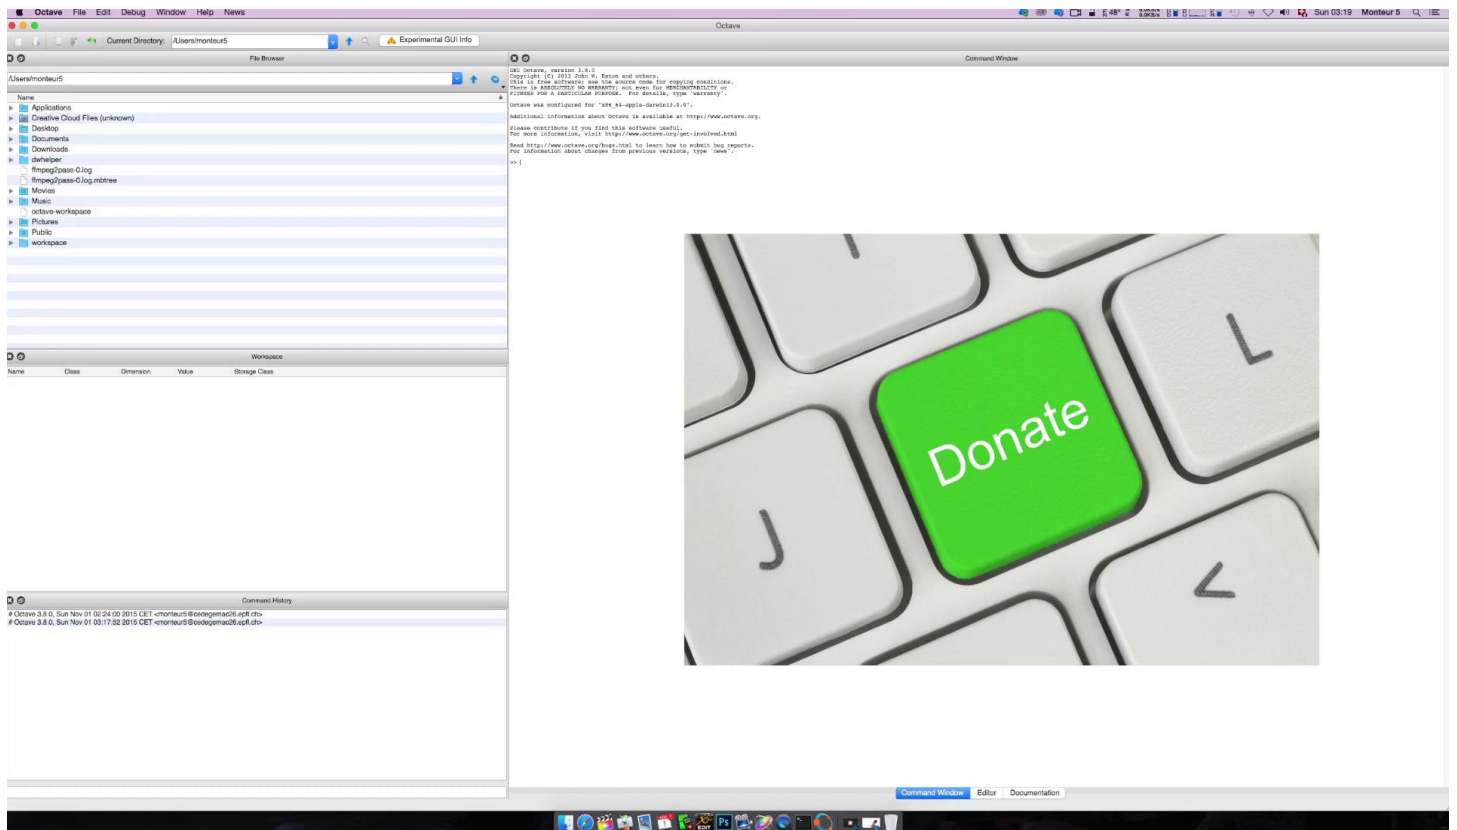 Octave File Edit Debug Window Help News
48°
Sun 03:19 Monteur 5
Octave
Current Directory: /Users/monteur5
Experimental GUI Info
File Browser
/Users/monteur5
Name
Applications
Creative Cloud Files (unknown)
Desktop
Documents
Downloads
dwhelper
ffmpeg2pass-0.log
ffmpeg2pass-0.log.mbtree
Movies
Music
octave-workspace
Pictures
Public
workspace
Workspace
Name Class Dimension Value Storage Class
Command History
# Octave 3.8.0, Sun Nov 01 02:24:00 2015 CET <monteur5@cedegemac26.epfl.ch>
# Octave 3.8.0, Sun Nov 01 03:17:52 2015 CET <monteur5@cedegemac26.epfl.ch>
Command Window
GNU Octave, version 3.8.0
Copyright (C) 2013 John W. Eaton and others.
This is free software; see the source code for copying conditions.
There is ABSOLUTELY NO WARRANTY; not even for MERCHANTABILITY or
FITNESS FOR A PARTICULAR PURPOSE. For details, type 'warranty'.
Octave was configured for "x86_64-apple-darwin13.0.0".
Additional information about Octave is available at http://www.octave.org.
Please contribute if you find this software useful.
For more information, visit http://www.octave.org/get-involved.html
Read http://www.octave.org/bugs.html to learn how to submit bug reports.
For information about changes from previous versions, type 'news'.
>>
L
Donate
J
<
Command Window Editor Documentation
Ps